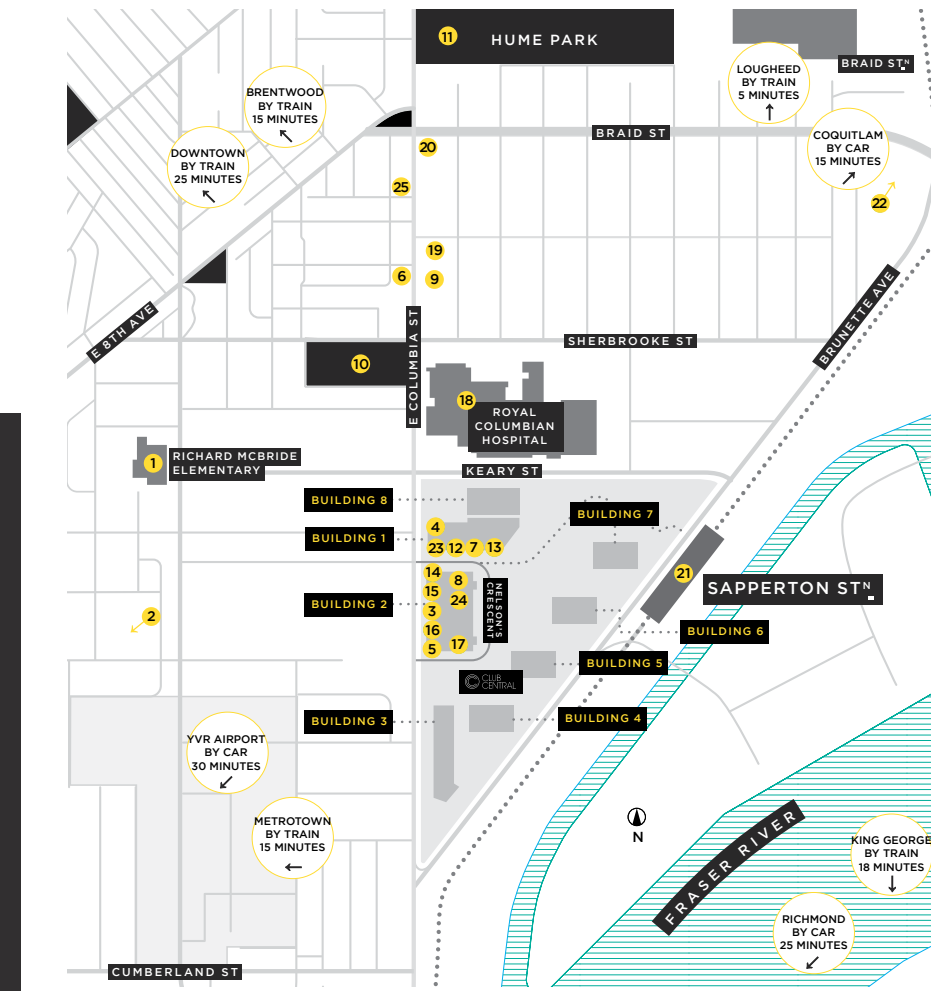 11
HUME PARK
LOUGHEED
BY TRAIN
5 MINUTES
BRAID STN
BRENTWOOD
BY TRAIN
15 MINUTES
BRAID ST
COQUITLAM
BY CAR
15 MINUTES
DOWNTOWN
BY TRAIN
25 MINUTES
20
25
22
19
6
9
E 8TH AVE
E COLUMBIA ST
SHERBROOKE ST
BRUNETTE AVE
10
18
ROYAL
COLUMBIAN
HOSPITAL
1
RICHARD MCBRIDE
ELEMENTARY
KEARY ST
BUILDING 8
BUILDING 7
4
BUILDING 1
23 12 7 13
14
8
21
SAPPERTON STN
15
24
BUILDING 2
3
NELSON'S
CRESCENT
2
16
BUILDING 6
17
5
BUILDING 5
CLUB
CENTRAL
BUILDING 3
BUILDING 4
YVR AIRPORT
BY CAR
30 MINUTES
METROTOWN
BY TRAIN
15 MINUTES
N
FRASER RIVER
KING GEORGE
BY TRAIN
18 MINUTES
RICHMOND
BY CAR
25 MINUTES
CUMBERLAND ST